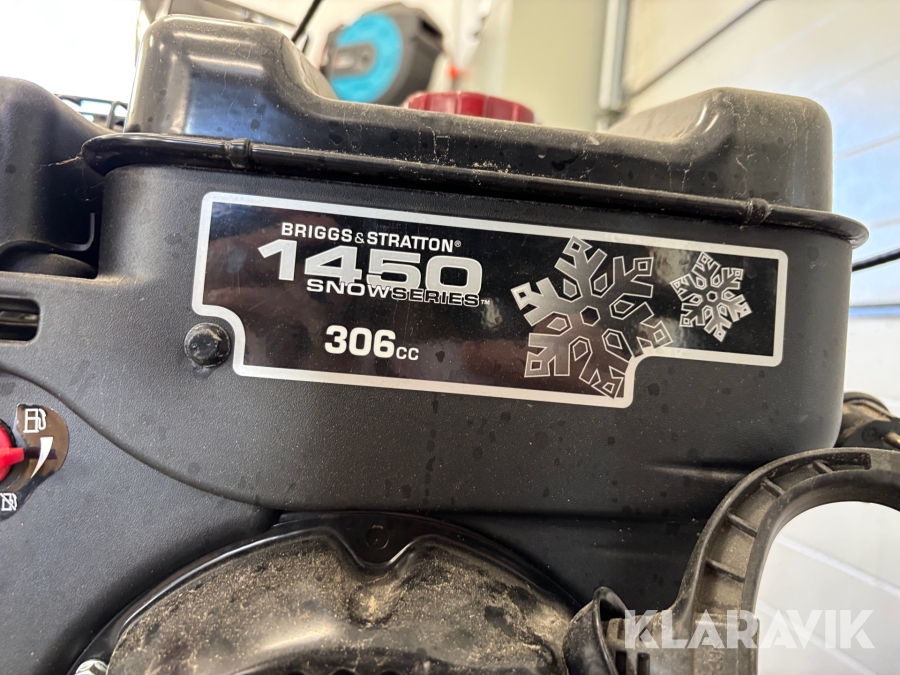 BRIGGS&STRATTON®
1450
SNOWSERIES™
306cc
KLARAVIK